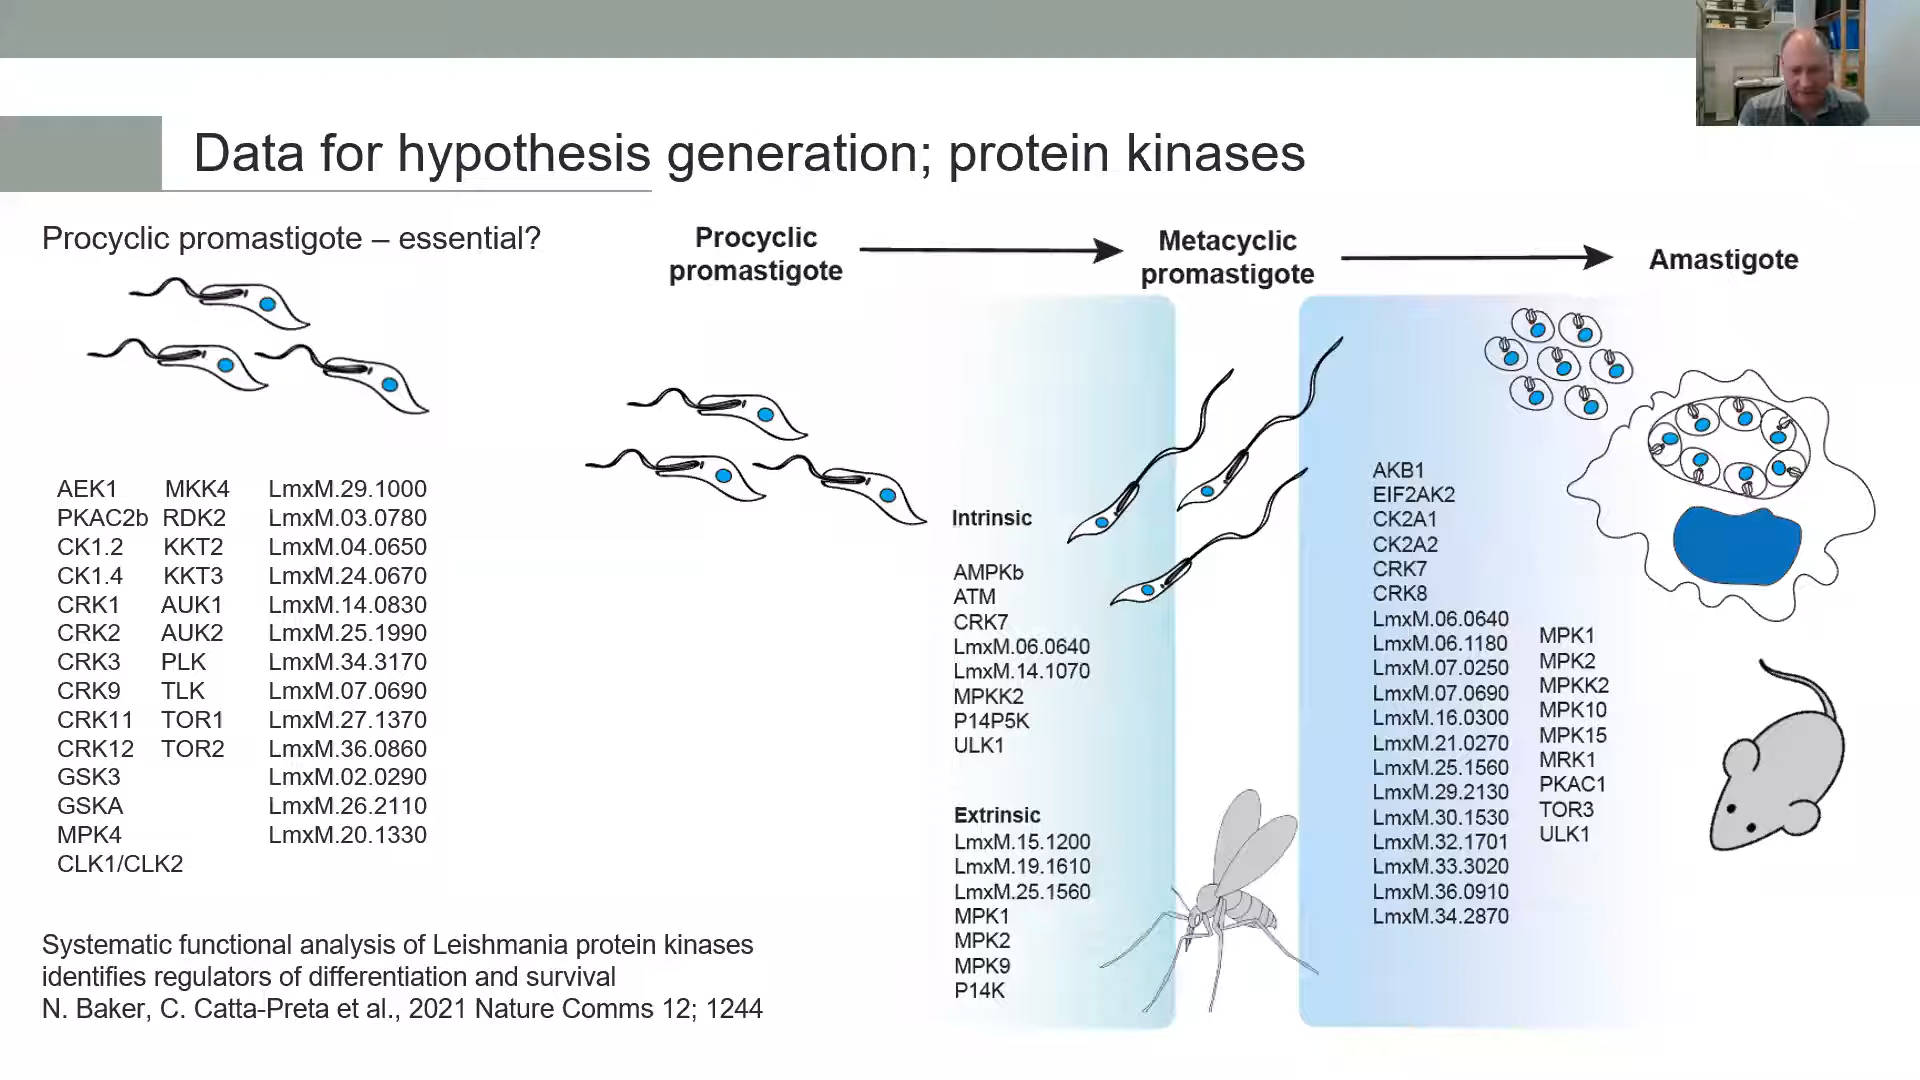 Data for hypothesis generation; protein kinases
Procyclic promastigote – essential?
AEK1 MKK4 LmxM.29.1000
PKAC2b RDK2 LmxM.03.0780
CK1.2 KKT2 LmxM.04.0650
CK1.4 KKT3 LmxM.24.0670
CRK1 AUK1 LmxM.14.0830
CRK2 AUK2 LmxM.25.1990
CRK3 PLK LmxM.34.3170
CRK9 TLK LmxM.07.0690
CRK11 TOR1 LmxM.27.1370
CRK12 TOR2 LmxM.36.0860
GSK3 LmxM.02.0290
GSKA LmxM.26.2110
MPK4 LmxM.20.1330
CLK1/CLK2
Systematic functional analysis of Leishmania protein kinases
identifies regulators of differentiation and survival
N. Baker, C. Catta-Preta et al., 2021 Nature Comms 12; 1244
Procyclic
promastigote
Metacyclic
promastigote
Amastigote
Intrinsic
AMPKb
ATM
CRK7
LmxM.06.0640
LmxM.14.1070
MPKK2
P14P5K
ULK1
Extrinsic
LmxM.15.1200
LmxM.19.1610
LmxM.25.1560
MPK1
MPK2
MPK9
P14K
AKB1
EIF2AK2
CK2A1
CK2A2
CRK7
CRK8
LmxM.06.0640
LmxM.06.1180
LmxM.07.0250
LmxM.07.0690
LmxM.16.0300
LmxM.21.0270
LmxM.25.1560
LmxM.29.2130
LmxM.30.1530
LmxM.32.1701
LmxM.33.3020
LmxM.36.0910
LmxM.34.2870
MPK1
MPK2
MPKK2
MPK10
MPK15
MRK1
PKAC1
TOR3
ULK1